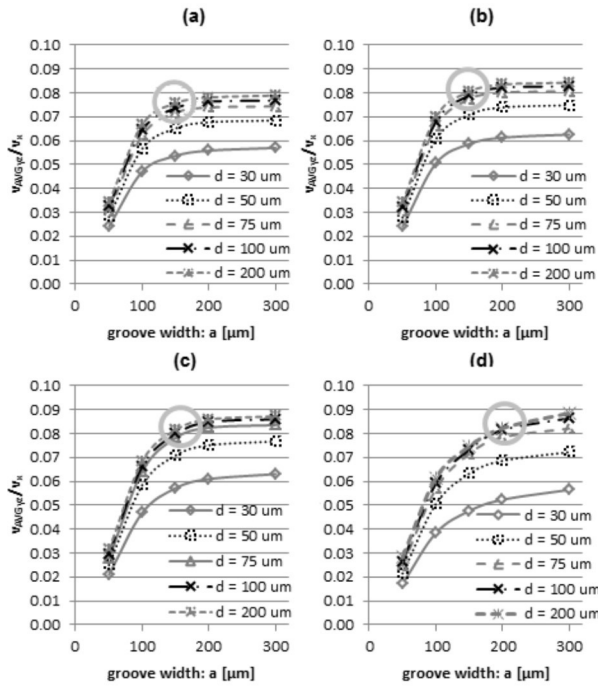 (a)
0.10
0.09
0.08
0.07
0.06
0.05
0.04
0.03
0.02
0.01
0.00
vAVGyz/vx
d = 30 um
d = 50 um
d = 75 um
d = 100 um
d = 200 um
0 100 200 300
groove width: a [µm]
(b)
0.10
0.09
0.08
0.07
0.06
0.05
0.04
0.03
0.02
0.01
0.00
vAVGyz/vx
d = 30 um
d = 50 um
d = 75 um
d = 100 um
d = 200 um
0 100 200 300
groove width: a [µm]
(c)
0.10
0.09
0.08
0.07
0.06
0.05
0.04
0.03
0.02
0.01
0.00
vAVGyz/vx
d = 30 um
d = 50 um
d = 75 um
d = 100 um
d = 200 um
0 100 200 300
groove width: a [µm]
(d)
0.10
0.09
0.08
0.07
0.06
0.05
0.04
0.03
0.02
0.01
0.00
vAVGyz/vx
d = 30 um
d = 50 um
d = 75 um
d = 100 um
d = 200 um
0 100 200 300
groove width: a [µm]